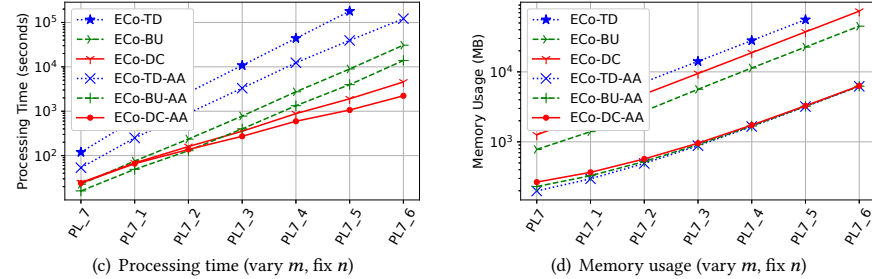 Processing Time (seconds)
10^5
10^4
10^3
10^2
ECo-TD
ECo-BU
ECo-DC
ECo-TD-AA
ECo-BU-AA
ECo-DC-AA
PL_7
PL7_1
PL7_2
PL7_3
PL7_4
PL7_5
PL7_6
(c) Processing time (vary m, fix n)
Memory Usage (MB)
10^4
10^3
ECo-TD
ECo-BU
ECo-DC
ECo-TD-AA
ECo-BU-AA
ECo-DC-AA
PL7
PL7_1
PL7_2
PL7_3
PL7_4
PL7_5
PL7_6
(d) Memory usage (vary m, fix n)